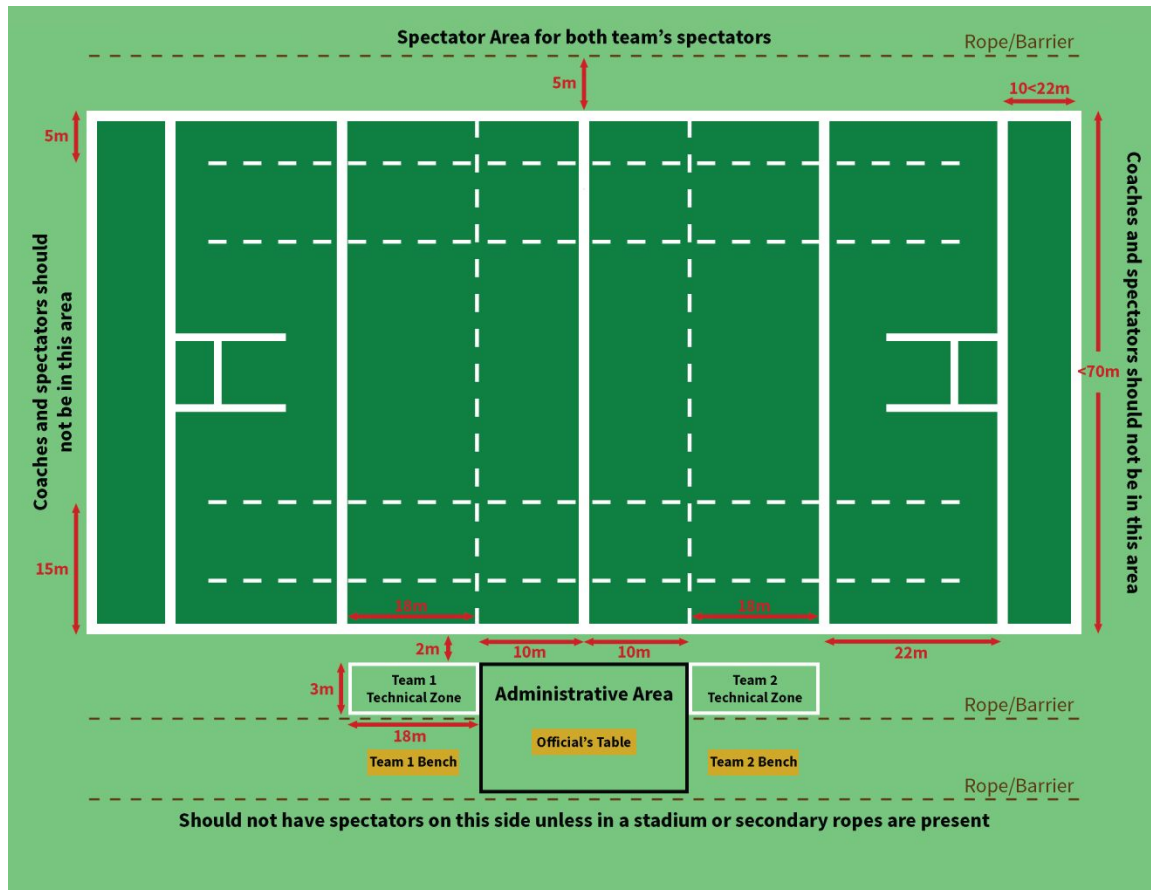 Spectator Area for both team's spectators
Rope/Barrier
5m
10<22m
5m
Coaches and spectators should
not be in this area
Coaches and spectators should not be in this area
<70m
15m
18m
18m
2m
10m
10m
22m
3m
Team 1
Technical Zone
Administrative Area
Team 2
Technical Zone
Rope/Barrier
18m
Official's Table
Team 1 Bench
Team 2 Bench
Rope/Barrier
Should not have spectators on this side unless in a stadium or secondary ropes are present